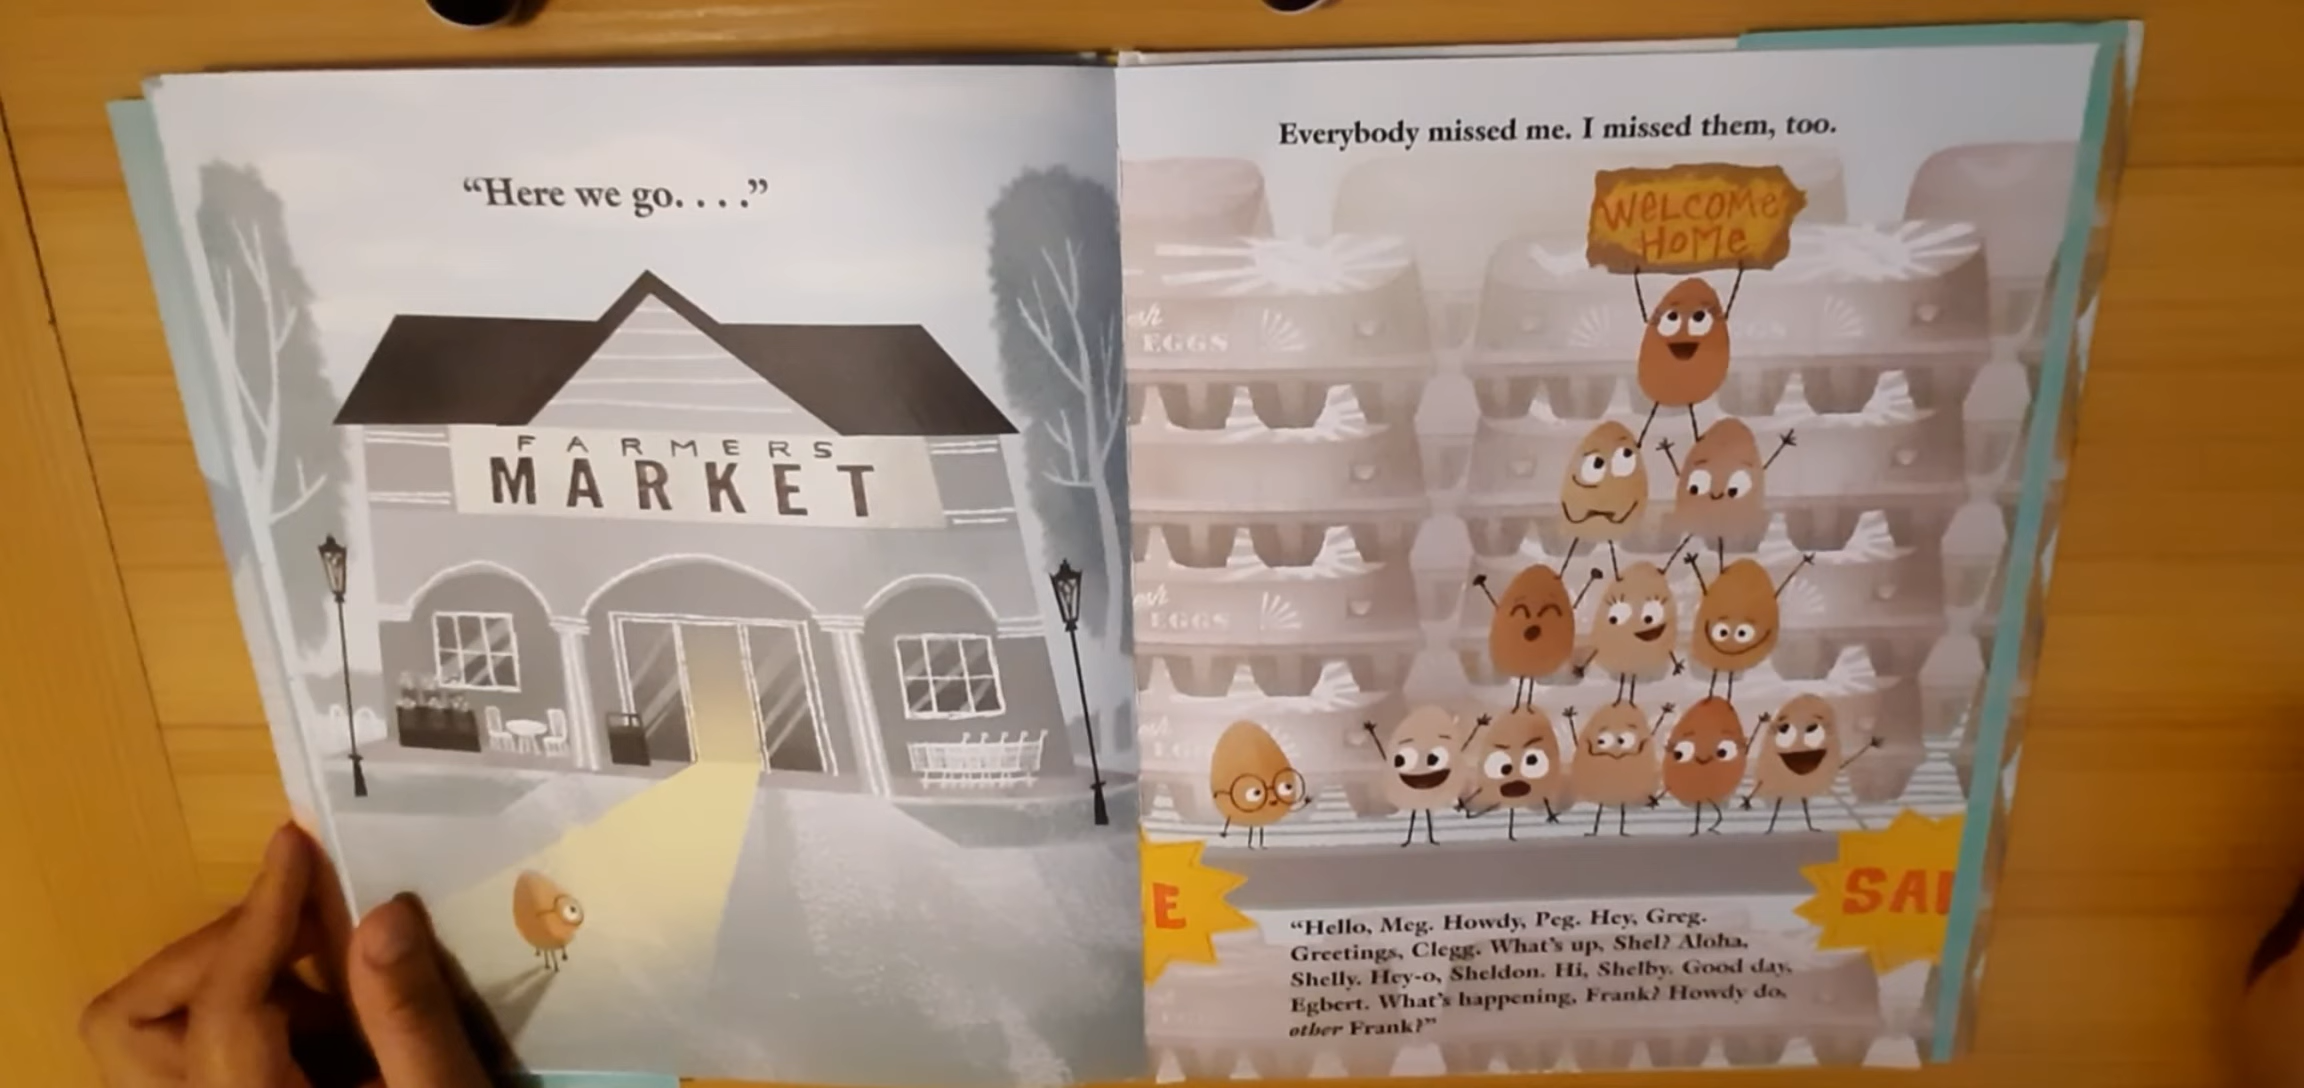 “Here we go. . . .”
FARMERS
MARKET
Everybody missed me. I missed them, too.
WELCOME
HOME
EGGS
EGGS
E
SAL
“Hello, Meg. Howdy, Peg. Hey, Greg.
Greetings, Clegg. What’s up, Shel? Aloha,
Shelly. Hey-o, Sheldon. Hi, Shelby. Good day,
Egbert. What’s happening, Frank? Howdy do,
other Frank?”